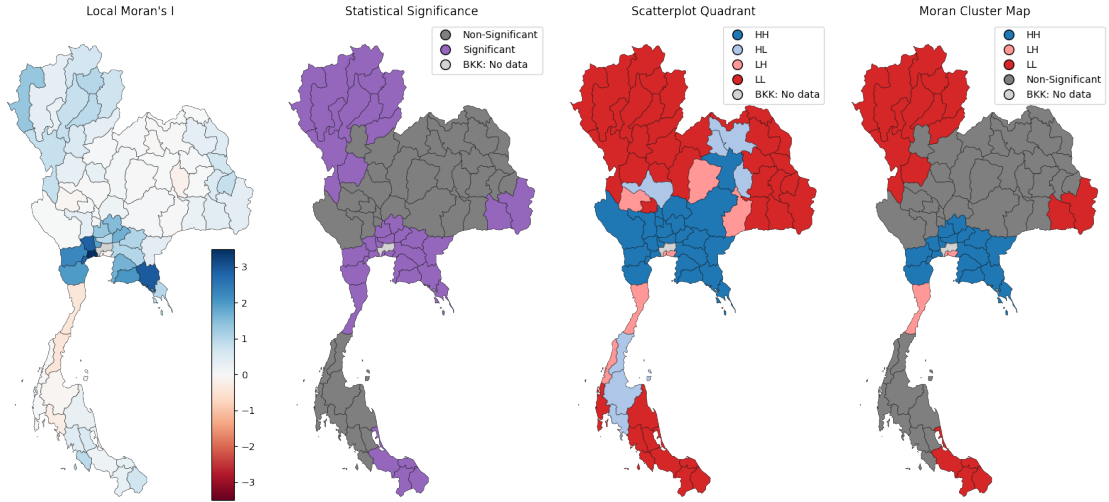 Local Moran's I
3
2
1
0
−1
−2
−3
Statistical Significance
Non-Significant
Significant
BKK: No data
Scatterplot Quadrant
HH
HL
LH
LL
BKK: No data
Moran Cluster Map
HH
LH
LL
Non-Significant
BKK: No data